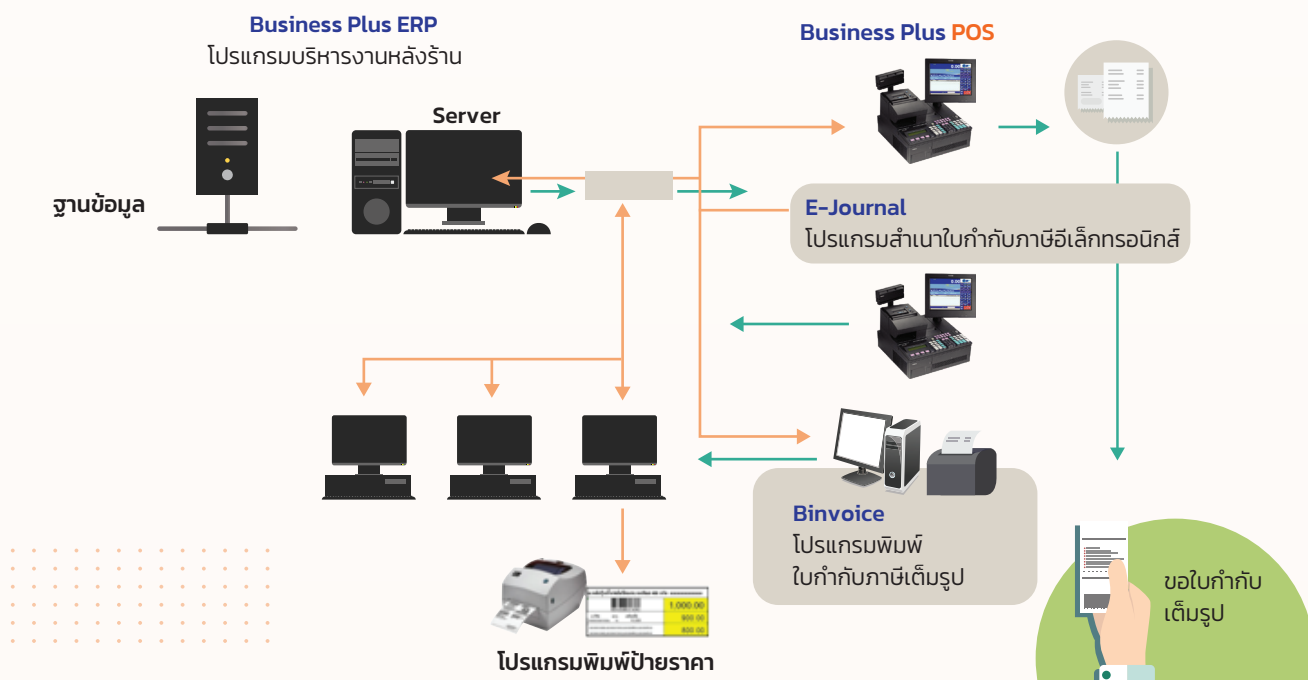 Business Plus ERP
โปรแกรมบริหารงานหลังร้าน
Business Plus POS
Server
ฐานข้อมูล
E-Journal
โปรแกรมสำเนาใบกำกับภาษีอีเล็กทรอนิกส์
Binvoice
โปรแกรมพิมพ์
ใบกำกับภาษีเต็มรูป
ขอใบกำกับ
เต็มรูป
1,000.00
900.00
800.00
โปรแกรมพิมพ์ป้ายราคา